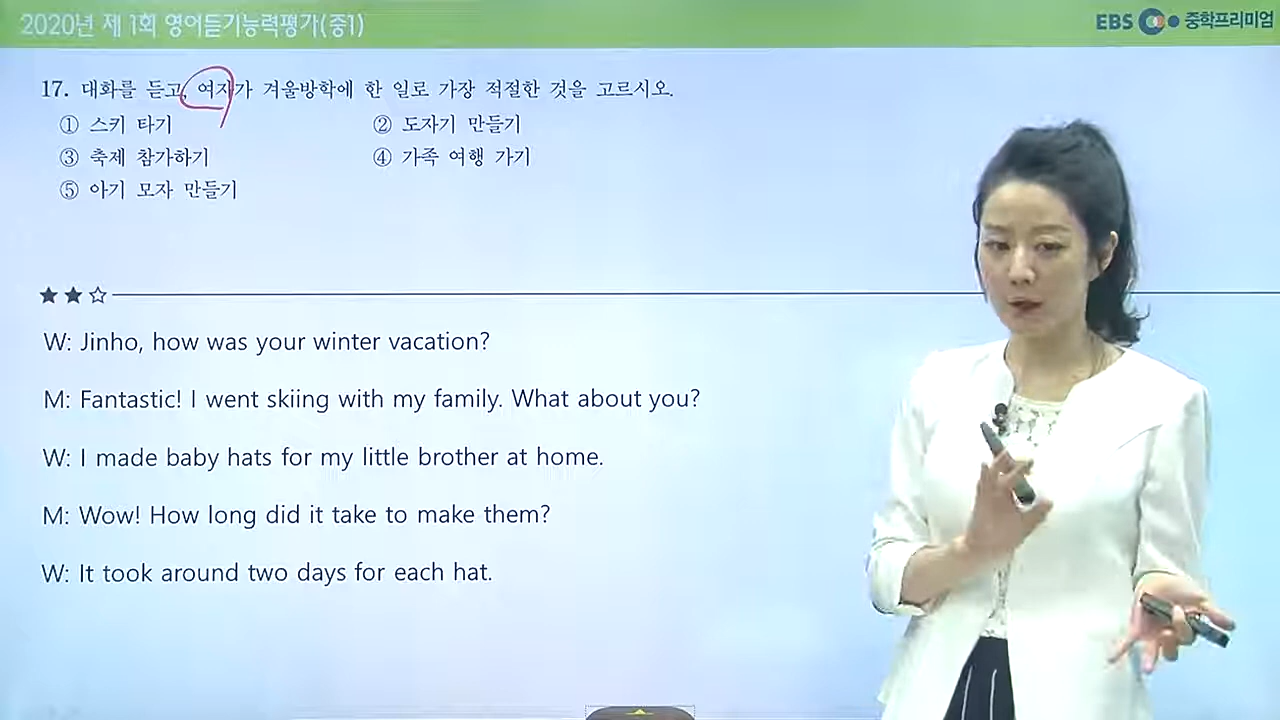 2020년 제 1회 영어듣기능력평가(중1)
EBS 중학프리미엄
17. 대화를 듣고, 여자가 겨울방학에 한 일로 가장 적절한 것을 고르시오.
① 스키 타기 ② 도자기 만들기
③ 축제 참가하기 ④ 가족 여행 가기
⑤ 아기 모자 만들기
★★☆
W: Jinho, how was your winter vacation?
M: Fantastic! I went skiing with my family. What about you?
W: I made baby hats for my little brother at home.
M: Wow! How long did it take to make them?
W: It took around two days for each hat.